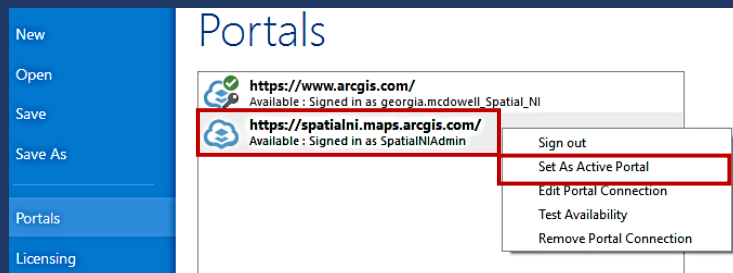 New
Open
Save
Save As
Portals
Licensing
Portals
https://www.arcgis.com/
Available : Signed in as georgia.mcdowell_Spatial_NI
https://spatialni.maps.arcgis.com/
Available : Signed in as SpatialNIAdmin
Sign out
Set As Active Portal
Edit Portal Connection
Test Availability
Remove Portal Connection